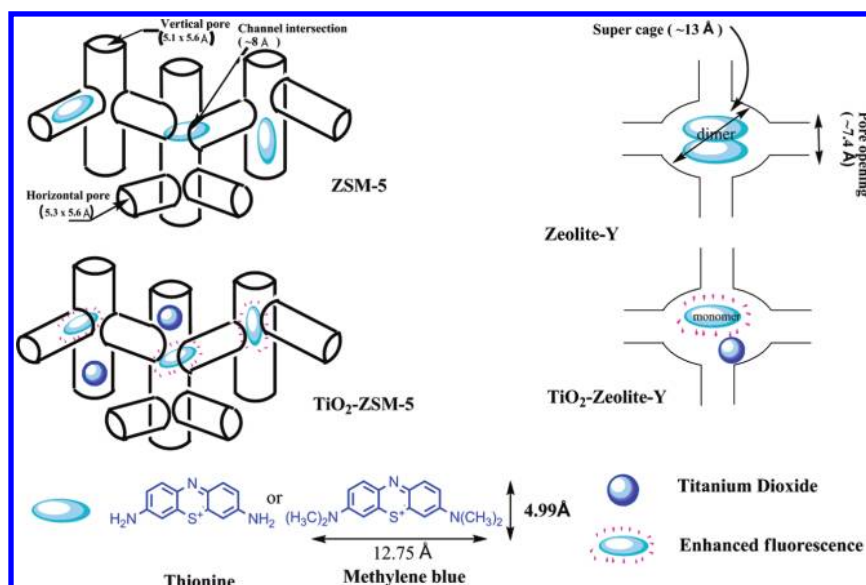 Vertical pore
(5.1 x 5.6Å)
Channel intersection
(~8 Å)
Horizontal pore
(5.3 x 5.6Å)
ZSM-5
Super cage (~13 Å)
dimer
Pore opening
(~7.4 Å)
Zeolite-Y
TiO₂-ZSM-5
monomer
TiO₂-Zeolite-Y
H₂N
N
S⁺
NH₂
Thionine
or
(H₃C)₂N
N
S⁺
N(CH₃)₂
12.75 Å
4.99Å
Methylene blue
Titanium Dioxide
Enhanced fluorescence